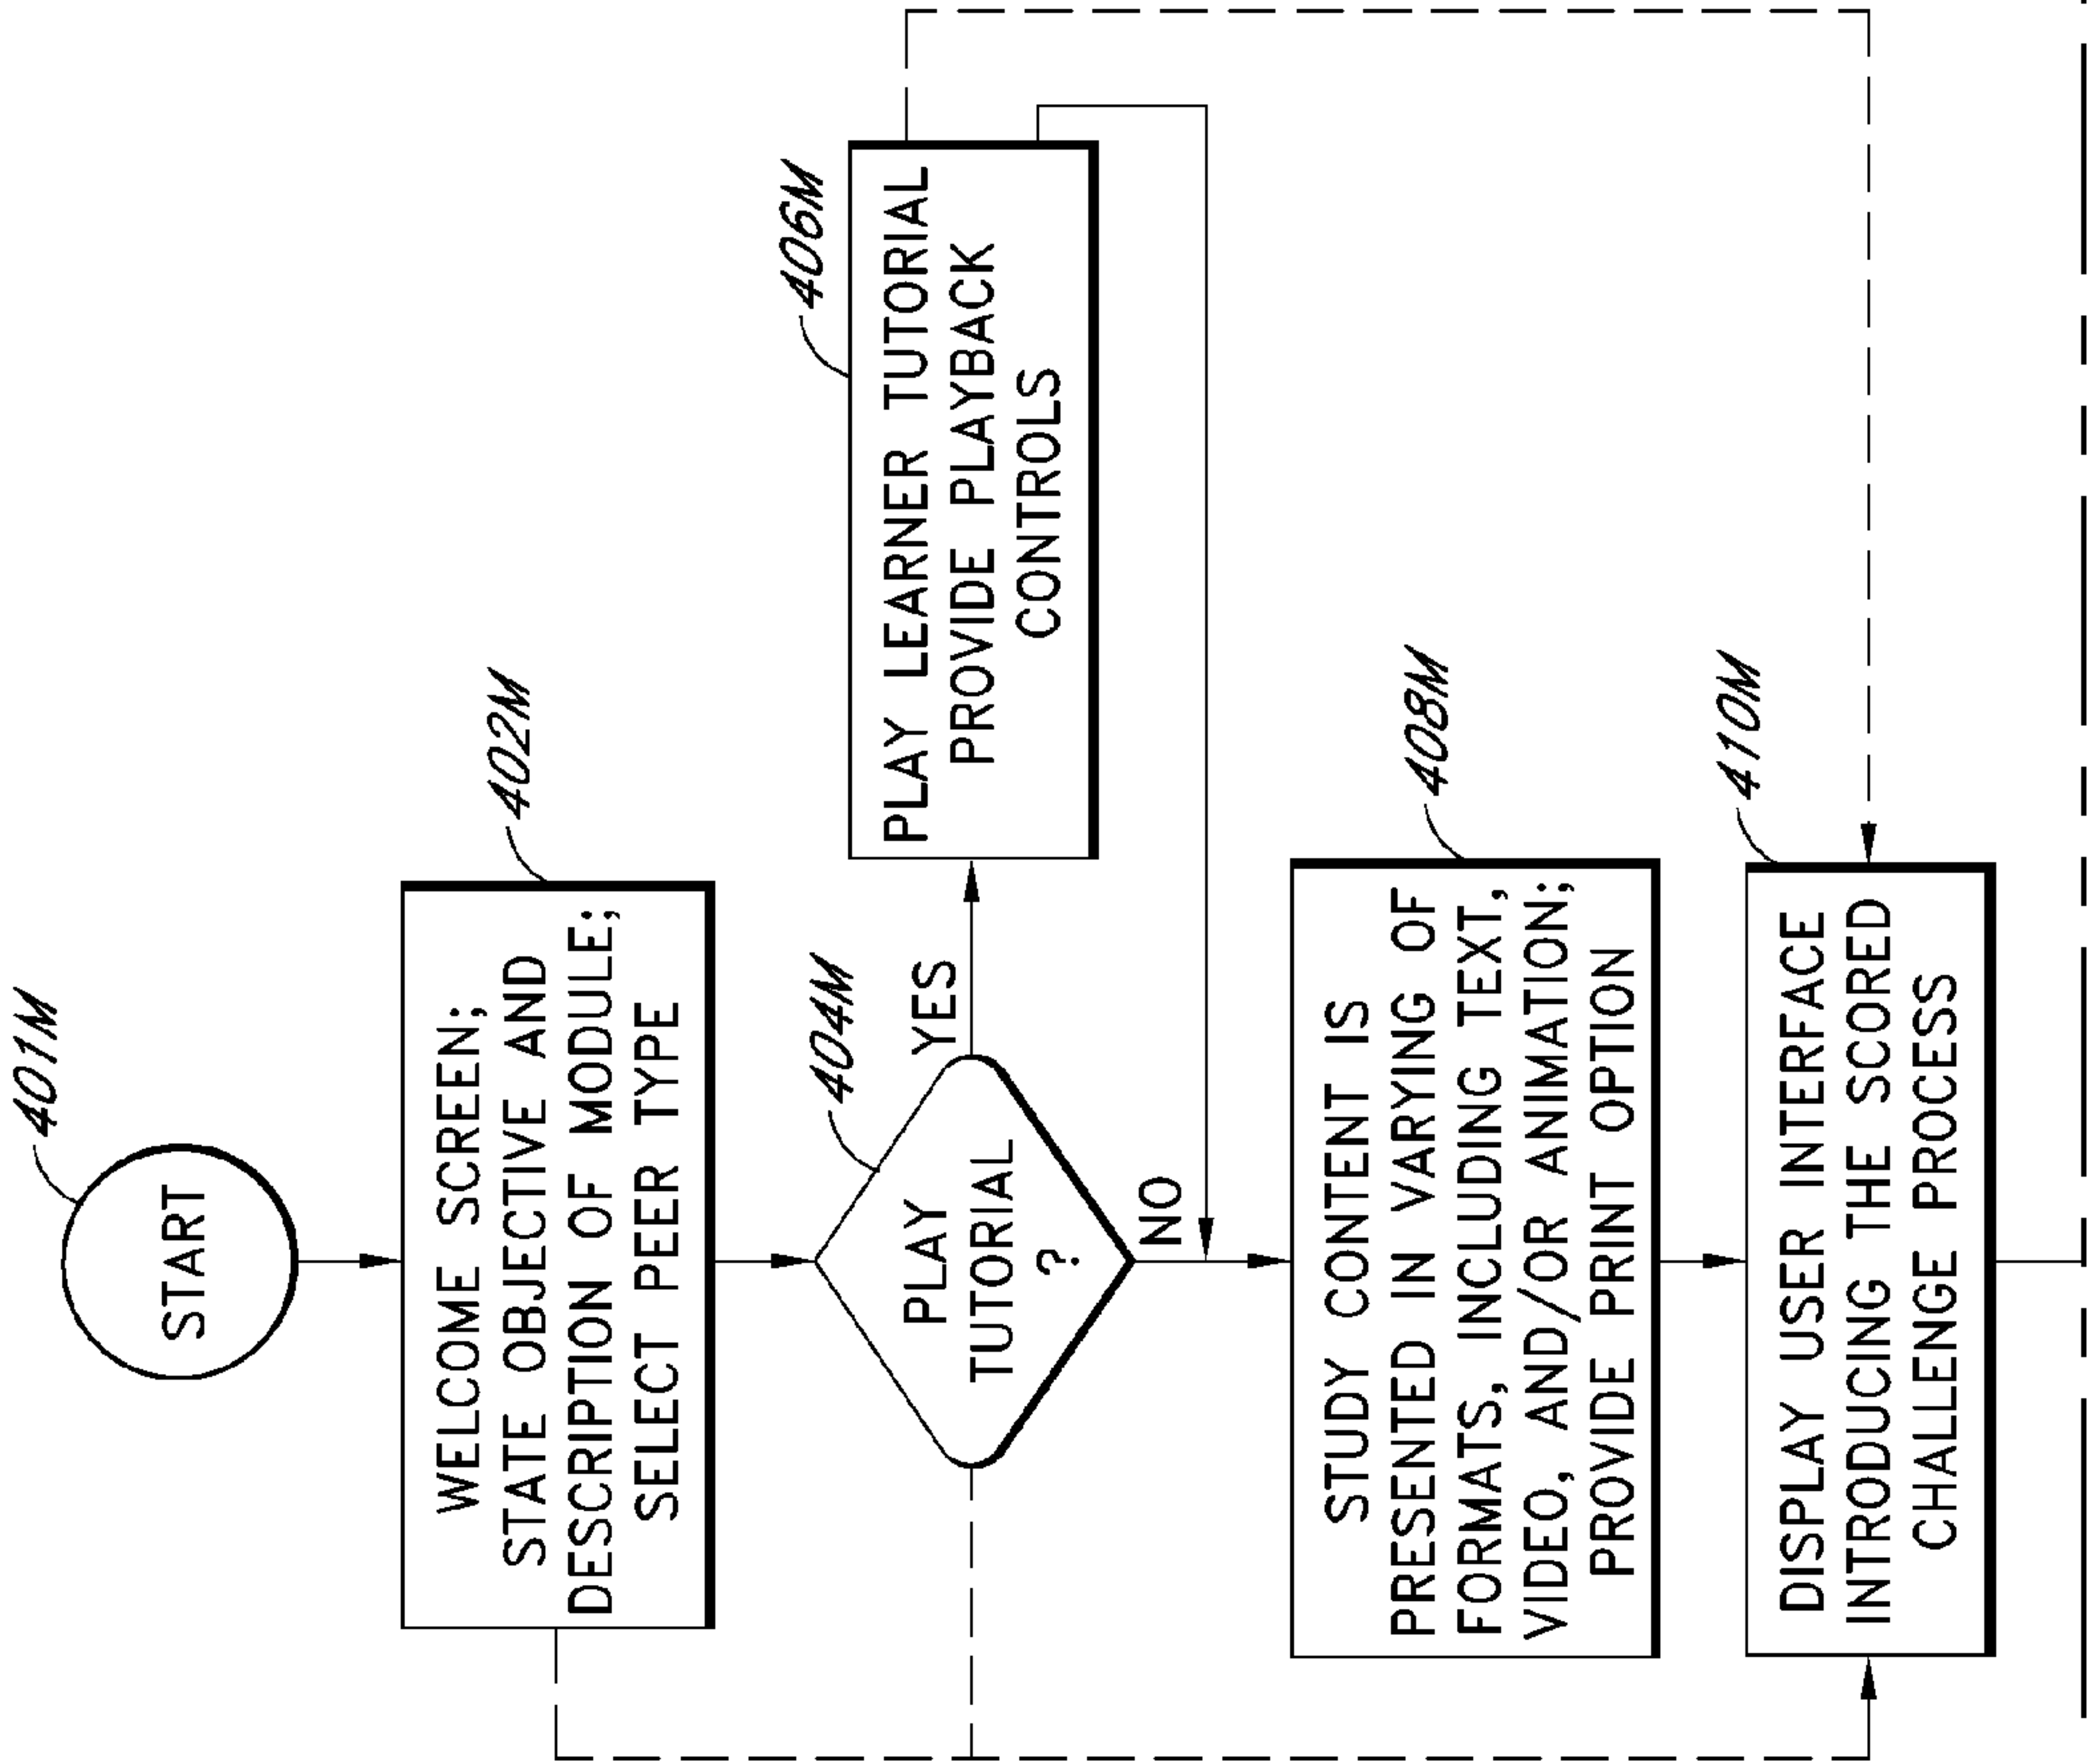 401M
START
402M
WELCOME SCREEN;
STATE OBJECTIVE AND
DESCRIPTION OF MODULE;
SELECT PEER TYPE
404M
PLAY
TUTORIAL
?
YES
NO
406M
PLAY LEARNER TUTORIAL
PROVIDE PLAYBACK
CONTROLS
408M
STUDY CONTENT IS
PRESENTED IN VARYING OF
FORMATS, INCLUDING TEXT,
VIDEO, AND/OR ANIMATION;
PROVIDE PRINT OPTION
410M
DISPLAY USER INTERFACE
INTRODUCING THE SCORED
CHALLENGE PROCESS